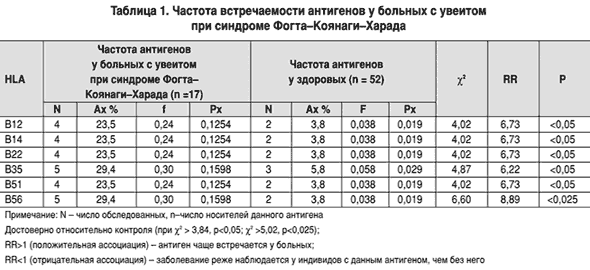 Таблица 1. Частота встречаемости антигенов у больных с увеитом
при синдроме Фогта–Коянаги–Харада
HLA
Частота антигенов
у больных с увеитом
при синдроме Фогта–
Коянаги–Харада (n =17)
Частота антигенов
у здоровых (n = 52)
χ² RR P
N Ax % f Px N Ax % F Px
B12 4 23,5 0,24 0,1254 2 3,8 0,038 0,019 4,02 6,73 <0,05
B14 4 23,5 0,24 0,1254 2 3,8 0,038 0,019 4,02 6,73 <0,05
B22 4 23,5 0,24 0,1254 2 3,8 0,038 0,019 4,02 6,73 <0,05
B35 5 29,4 0,30 0,1598 3 5,8 0,058 0,029 4,87 6,22 <0,05
B51 4 23,5 0,24 0,1254 2 3,8 0,038 0,019 4,02 6,73 <0,05
B56 5 29,4 0,30 0,1598 2 3,8 0,038 0,019 6,60 8,89 <0,025
Примечание: N – число обследованных, n–число носителей данного антигена
Достоверно относительно контроля (при χ² > 3,84, p<0,05; χ² >5,02, p<0,025);
RR>1 (положительная ассоциация) – антиген чаще встречается у больных;
RR<1 (отрицательная ассоциация) – заболевание реже наблюдается у индивидов с данным антигеном, чем без него